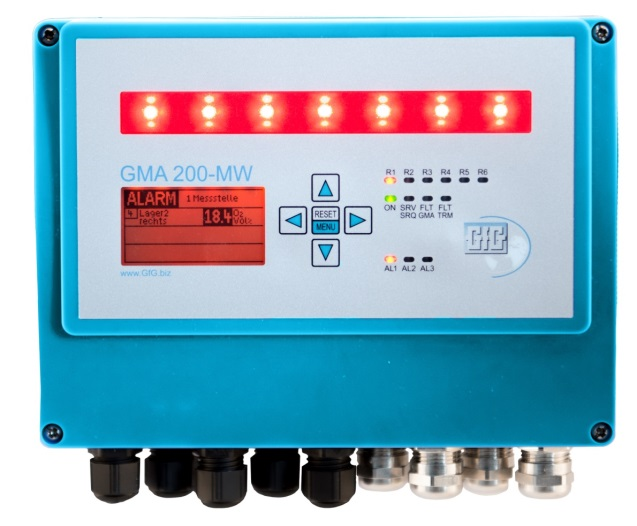 GMA 200-MW
ALARM 1 Messstelle
4 Lager2 18.4 O2
rechts Vol%
www.GfG.biz
RESET
MENU
R1 R2 R3 R4 R5 R6
ON SRV FLT FLT
SRQ GMA TRM
GfG
AL1 AL2 AL3